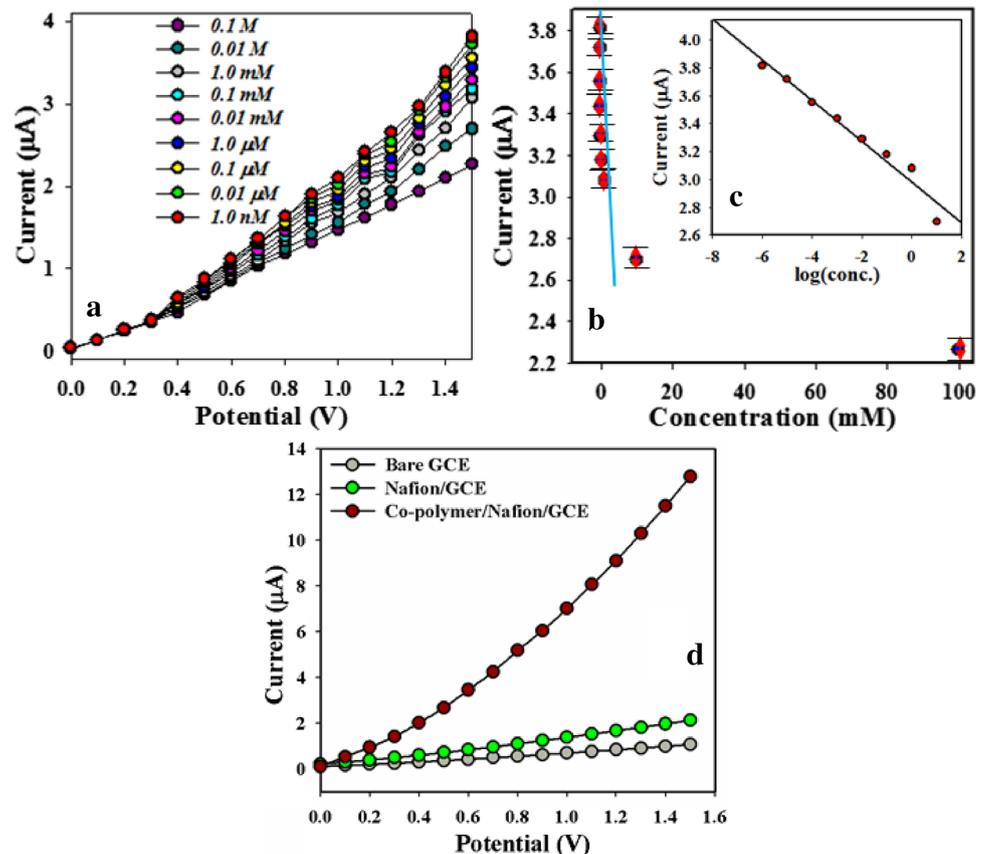 4
3
2
1
0
Current (µA)
0.1 M
0.01 M
1.0 mM
0.1 mM
0.01 mM
1.0 µM
0.1 µM
0.01 µM
1.0 nM
a
0.0 0.2 0.4 0.6 0.8 1.0 1.2 1.4
Potential (V)
3.8
3.6
3.4
3.2
3.0
2.8
2.6
2.4
2.2
Current (µA)
b
0 20 40 60 80 100
Concentration (mM)
4.0
3.8
3.4
3.0
2.8
2.6
Current (µA)
c
-8 -6 -4 -2 0 2
log(conc.)
14
12
10
8
6
4
2
0
Current (µA)
Bare GCE
Nafion/GCE
Co-polymer/Nafion/GCE
d
0.0 0.2 0.4 0.6 0.8 1.0 1.2 1.4 1.6
Potential (V)